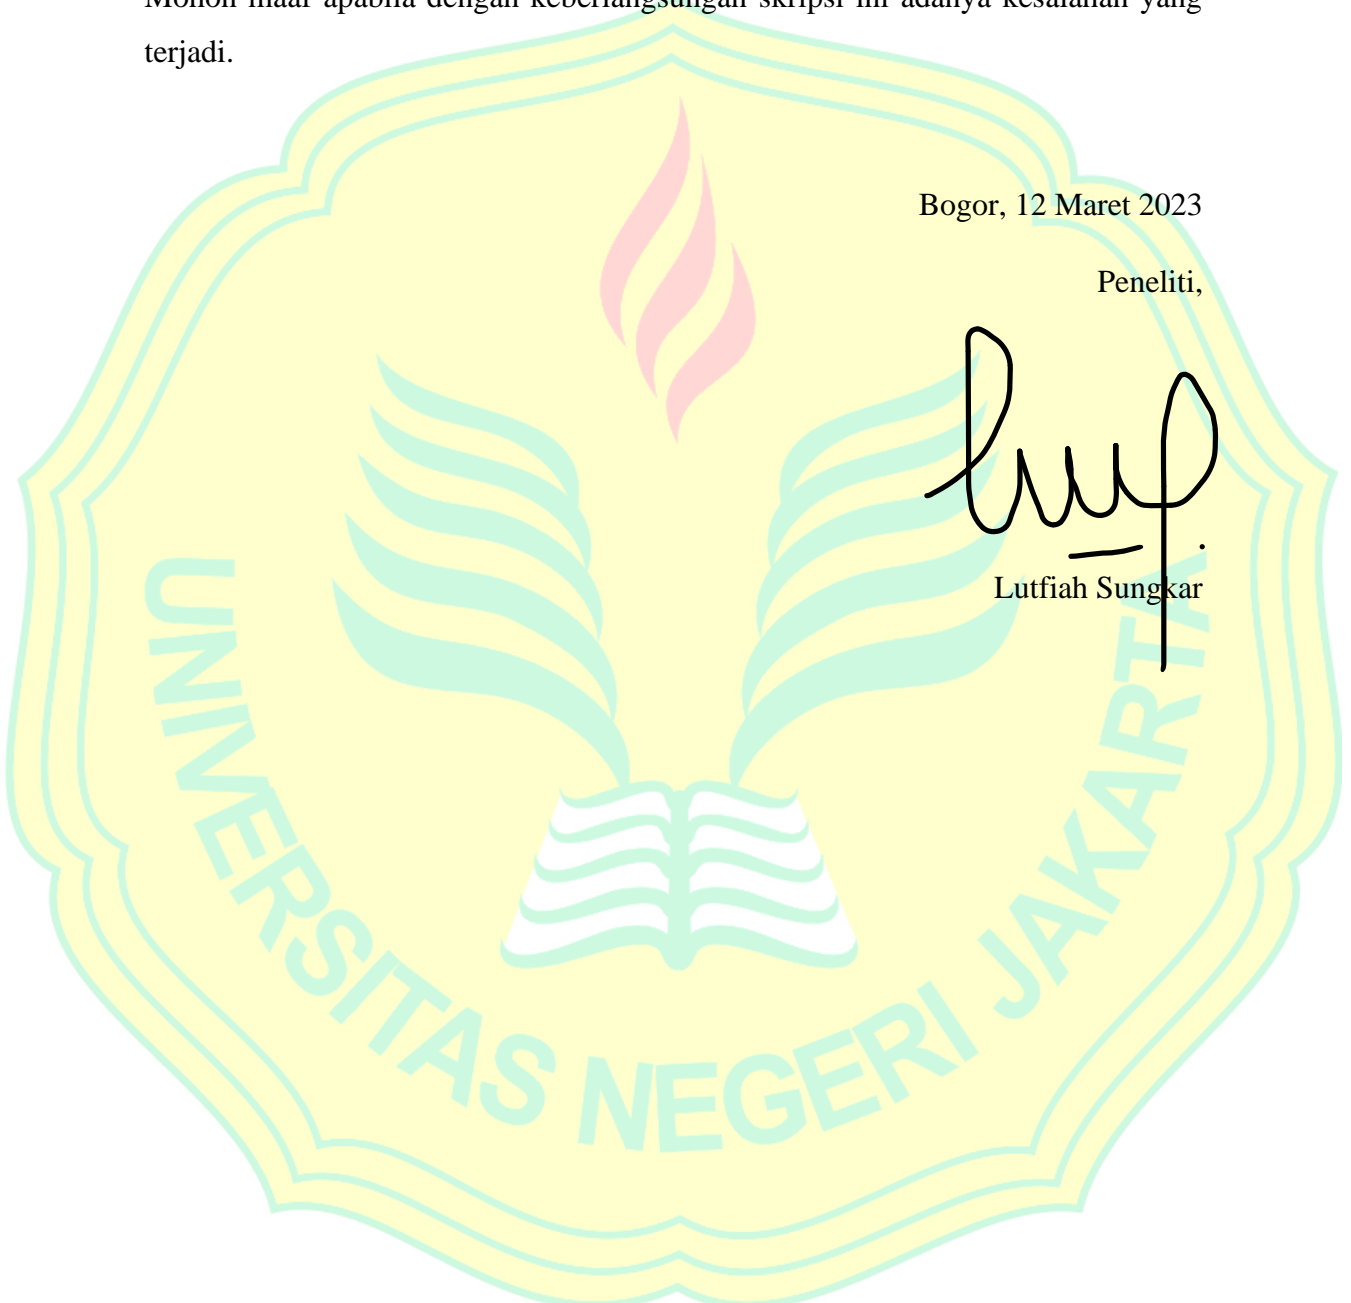 Mohon maaf apabila dengan keberlangsungan skripsi ini adanya kesalahan yang
terjadi.
Bogor, 12 Maret 2023
Peneliti,
Lutfiah Sungkar
UNIVERSITAS NEGERI JAKARTA